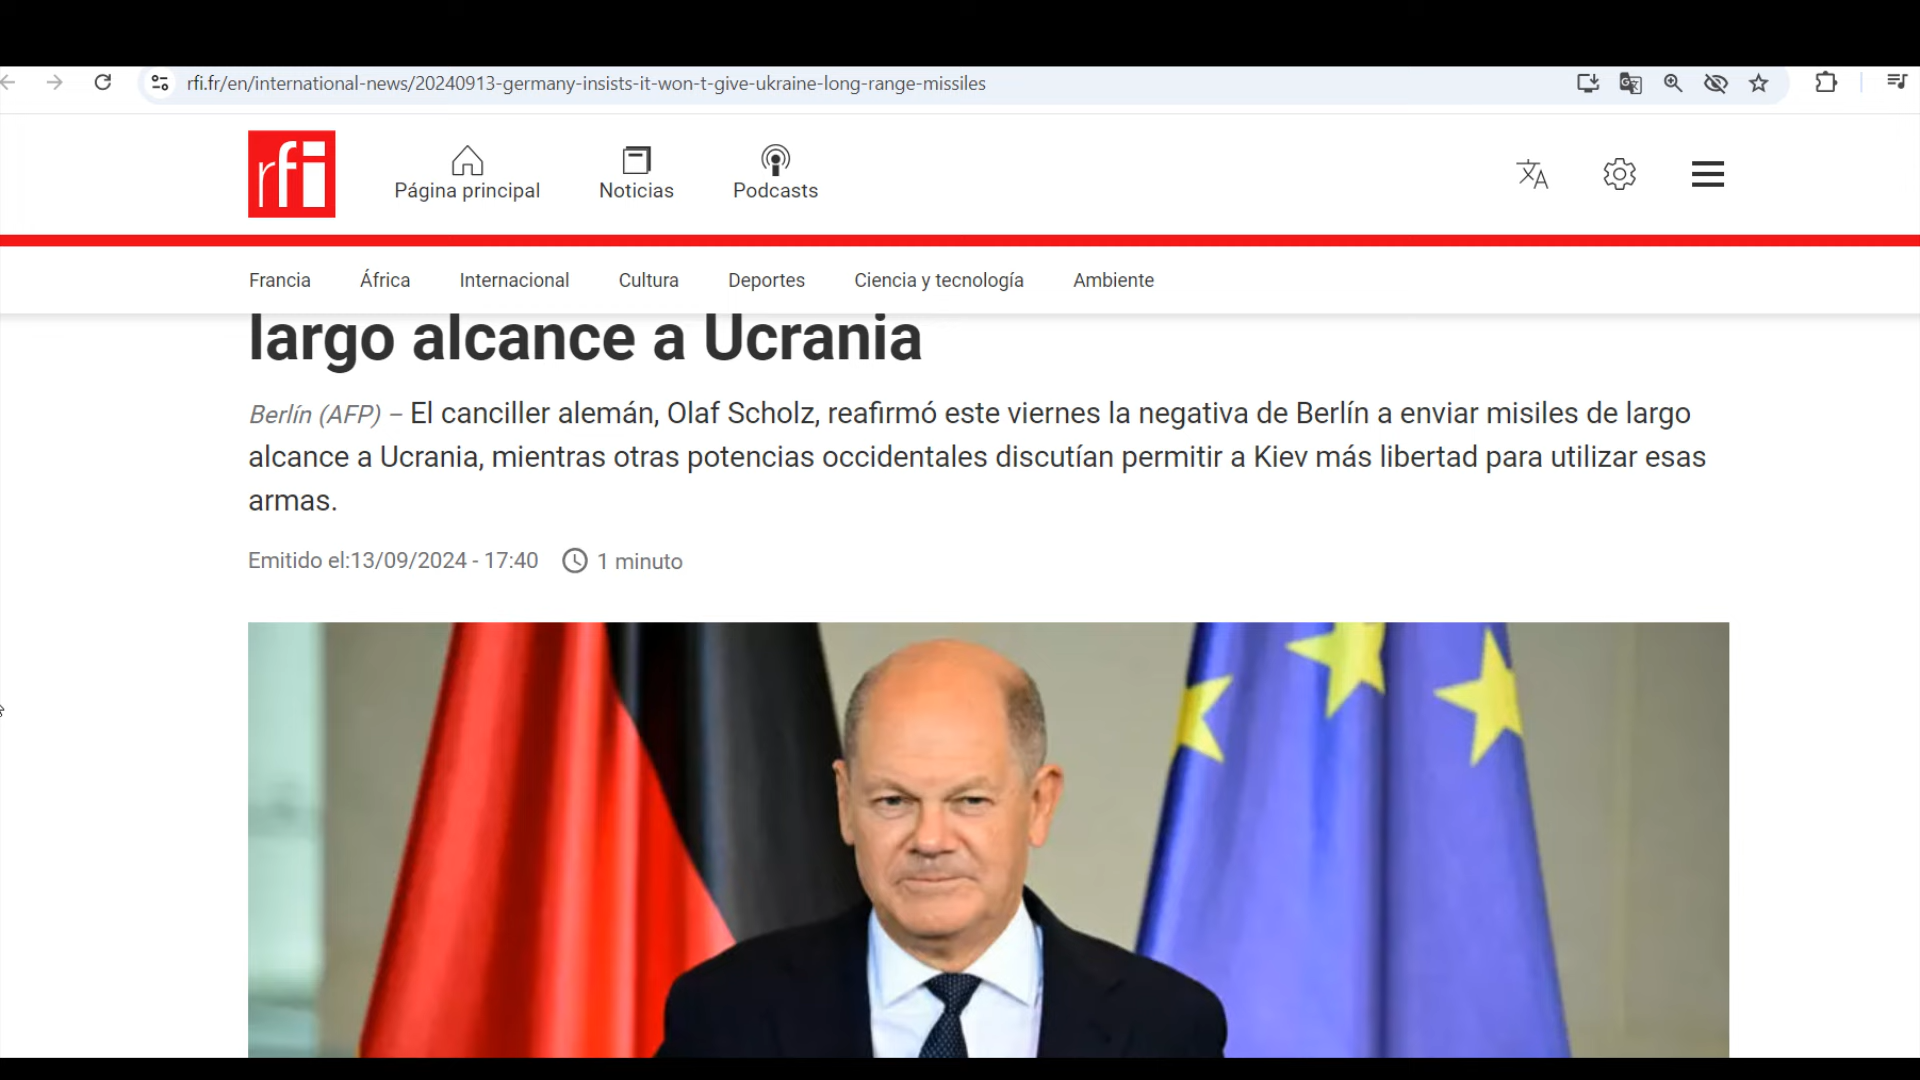 rfi.fr/en/international-news/20240913-germany-insists-it-won-t-give-ukraine-long-range-missiles
rfi
Página principal
Noticias
Podcasts
Francia
África
Internacional
Cultura
Deportes
Ciencia y tecnología
Ambiente
largo alcance a Ucrania
Berlín (AFP) – El canciller alemán, Olaf Scholz, reafirmó este viernes la negativa de Berlín a enviar misiles de largo
alcance a Ucrania, mientras otras potencias occidentales discutían permitir a Kiev más libertad para utilizar esas
armas.
Emitido el:13/09/2024 - 17:40
1 minuto